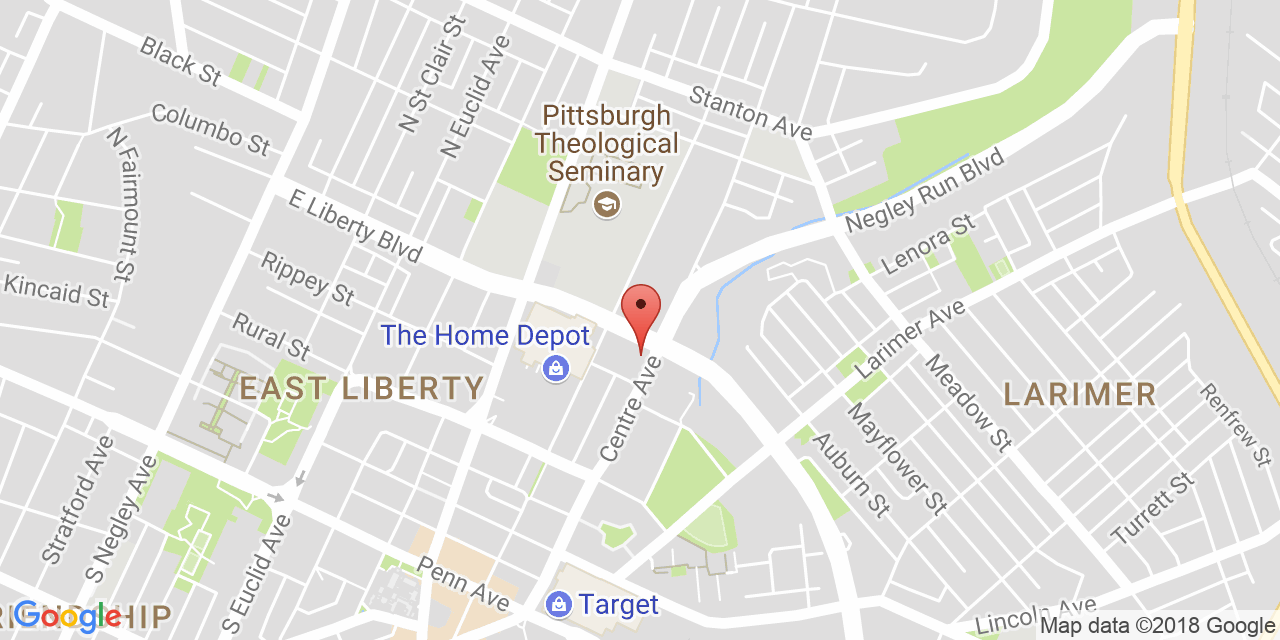 Black St
N St Clair St
N Euclid Ave
Columbo St
Stanton Ave
Pittsburgh
Theological
Seminary
N Fairmount St
E Liberty Blvd
Negley Run Blvd
Lenora St
Rippey St
Kincaid St
Rural St
The Home Depot
Larimer Ave
EAST LIBERTY
Centre Ave
Meadow St
LARIMER
Renfrew St
Mayflower St
Auburn St
Stratford Ave
S Negley Ave
S Euclid Ave
Turrett St
Penn Ave
Target
Lincoln Ave
Google
Map data ©2018 Google